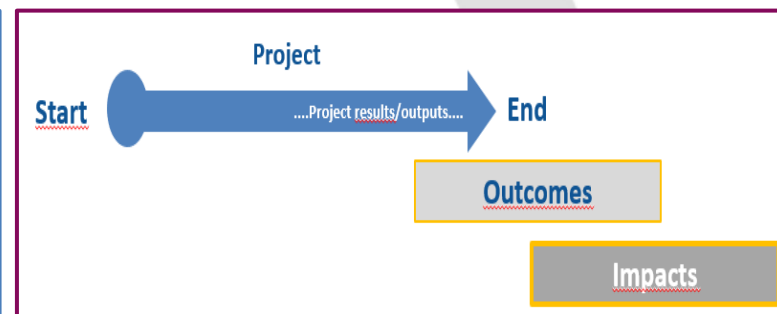 Project
Start
....Project results/outputs....
End
Outcomes
Impacts